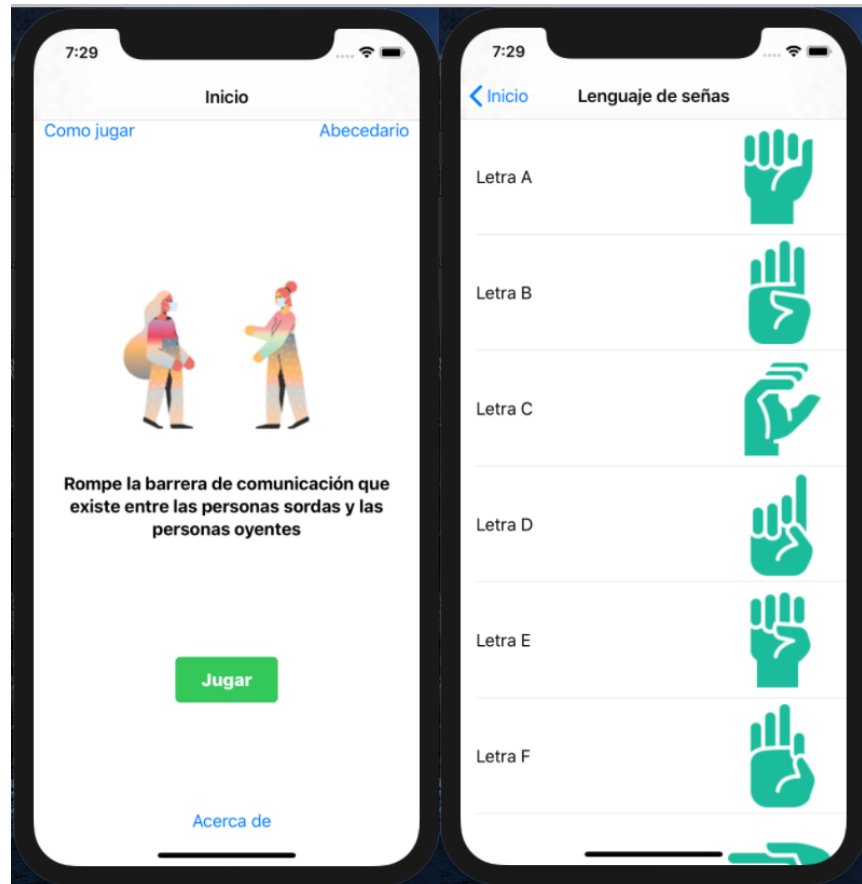 7:29
Inicio
Como jugar
Abecedario
Rompe la barrera de comunicación que
existe entre las personas sordas y las
personas oyentes
Jugar
Acerca de
7:29
Inicio
Lenguaje de señas
Letra A
Letra B
Letra C
Letra D
Letra E
Letra F